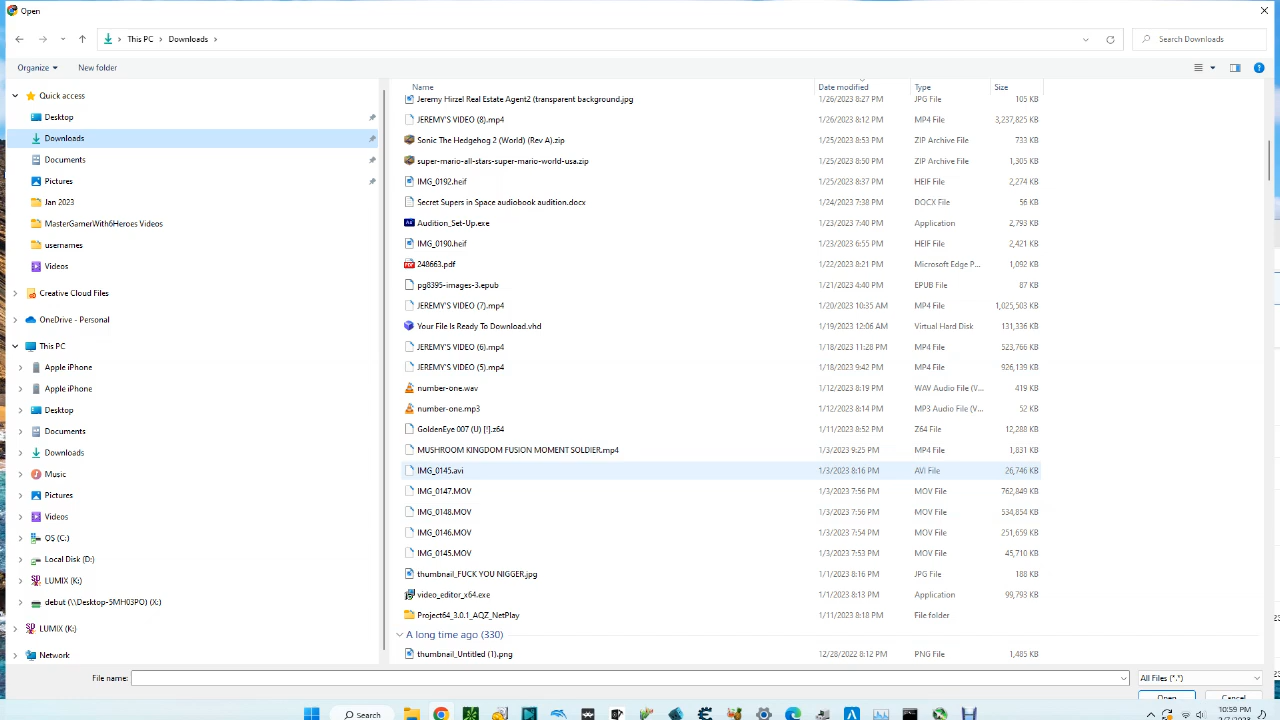 Open
This PC > Downloads >
Search Downloads
Organize
New folder
Name Date modified Type Size
Quick access
Desktop
Downloads
Documents
Pictures
Jan 2023
MasterGamerWith6Heroes Videos
usernames
Videos
Creative Cloud Files
OneDrive - Personal
This PC
Apple iPhone
Apple iPhone
Desktop
Documents
Downloads
Music
Pictures
Videos
OS (C:)
Local Disk (D:)
LUMIX (K:)
debut (\\Desktop-5MH03PO) (X:)
LUMIX (K:)
Network
Jeremy Hirzel Real Estate Agent2 (transparent background.jpg 1/26/2023 8:27 PM JPG File 105 KB
JEREMY'S VIDEO (8).mp4 1/26/2023 8:12 PM MP4 File 3,237,825 KB
Sonic The Hedgehog 2 (World) (Rev A).zip 1/25/2023 8:53 PM ZIP Archive File 733 KB
super-mario-all-stars-super-mario-world-usa.zip 1/25/2023 8:50 PM ZIP Archive File 1,305 KB
IMG_0192.heif 1/25/2023 8:37 PM HEIF File 2,274 KB
Secret Supers in Space audiobook audition.docx 1/24/2023 7:38 PM DOCX File 56 KB
Audition_Set-Up.exe 1/23/2023 7:40 PM Application 2,793 KB
IMG_0190.heif 1/23/2023 6:55 PM HEIF File 2,421 KB
248663.pdf 1/22/2023 8:21 PM Microsoft Edge P... 1,092 KB
pg8395-images-3.epub 1/21/2023 4:40 PM EPUB File 87 KB
JEREMY'S VIDEO (7).mp4 1/20/2023 10:35 AM MP4 File 1,025,503 KB
Your File Is Ready To Download.vhd 1/19/2023 12:06 AM Virtual Hard Disk 131,336 KB
JEREMY'S VIDEO (6).mp4 1/18/2023 11:28 PM MP4 File 523,766 KB
JEREMY'S VIDEO (5).mp4 1/18/2023 9:42 PM MP4 File 926,139 KB
number-one.wav 1/12/2023 8:19 PM WAV Audio File (V... 419 KB
number-one.mp3 1/12/2023 8:14 PM MP3 Audio File (V... 52 KB
GoldenEye 007 (U) [!].z64 1/11/2023 8:52 PM Z64 File 12,288 KB
MUSHROOM KINGDOM FUSION MOMENT SOLDIER.mp4 1/3/2023 9:25 PM MP4 File 1,831 KB
IMG_0145.avi 1/3/2023 8:16 PM AVI File 26,746 KB
IMG_0147.MOV 1/3/2023 7:56 PM MOV File 762,849 KB
IMG_0148.MOV 1/3/2023 7:56 PM MOV File 534,854 KB
IMG_0146.MOV 1/3/2023 7:54 PM MOV File 251,659 KB
IMG_0145.MOV 1/3/2023 7:53 PM MOV File 45,710 KB
thumbnail_FUCK YOU NIGGER.jpg 1/1/2023 8:16 PM JPG File 188 KB
video_editor_x64.exe 1/1/2023 8:13 PM Application 99,793 KB
Project64_3.0.1_AQZ_NetPlay 1/11/2023 8:18 PM File folder
A long time ago (330)
thumbnail_Untitled (1).png 12/28/2022 8:12 PM PNG File 1,485 KB
File name:
All Files (*.*)
Open Cancel
Search
10:59 PM